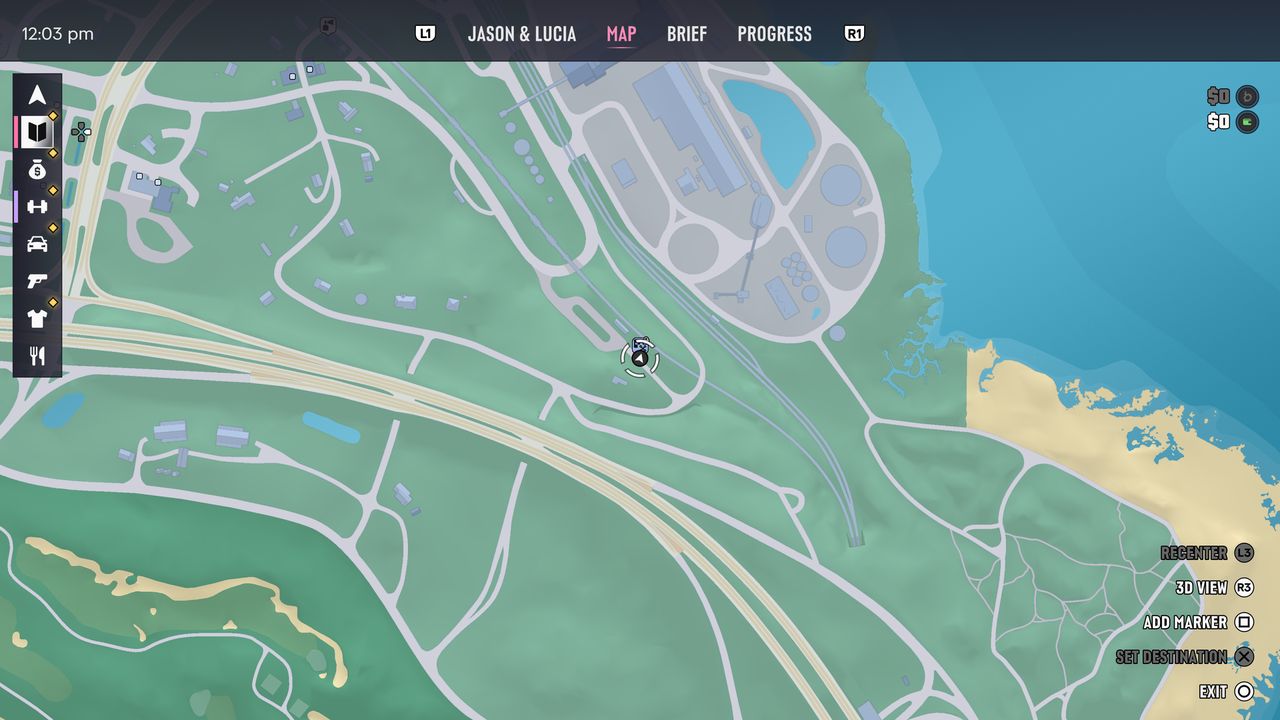 12:03 pm
L1 JASON & LUCIA MAP BRIEF PROGRESS R1
$0
$0
RECENTER L3
3D VIEW R3
ADD MARKER
SET DESTINATION
EXIT